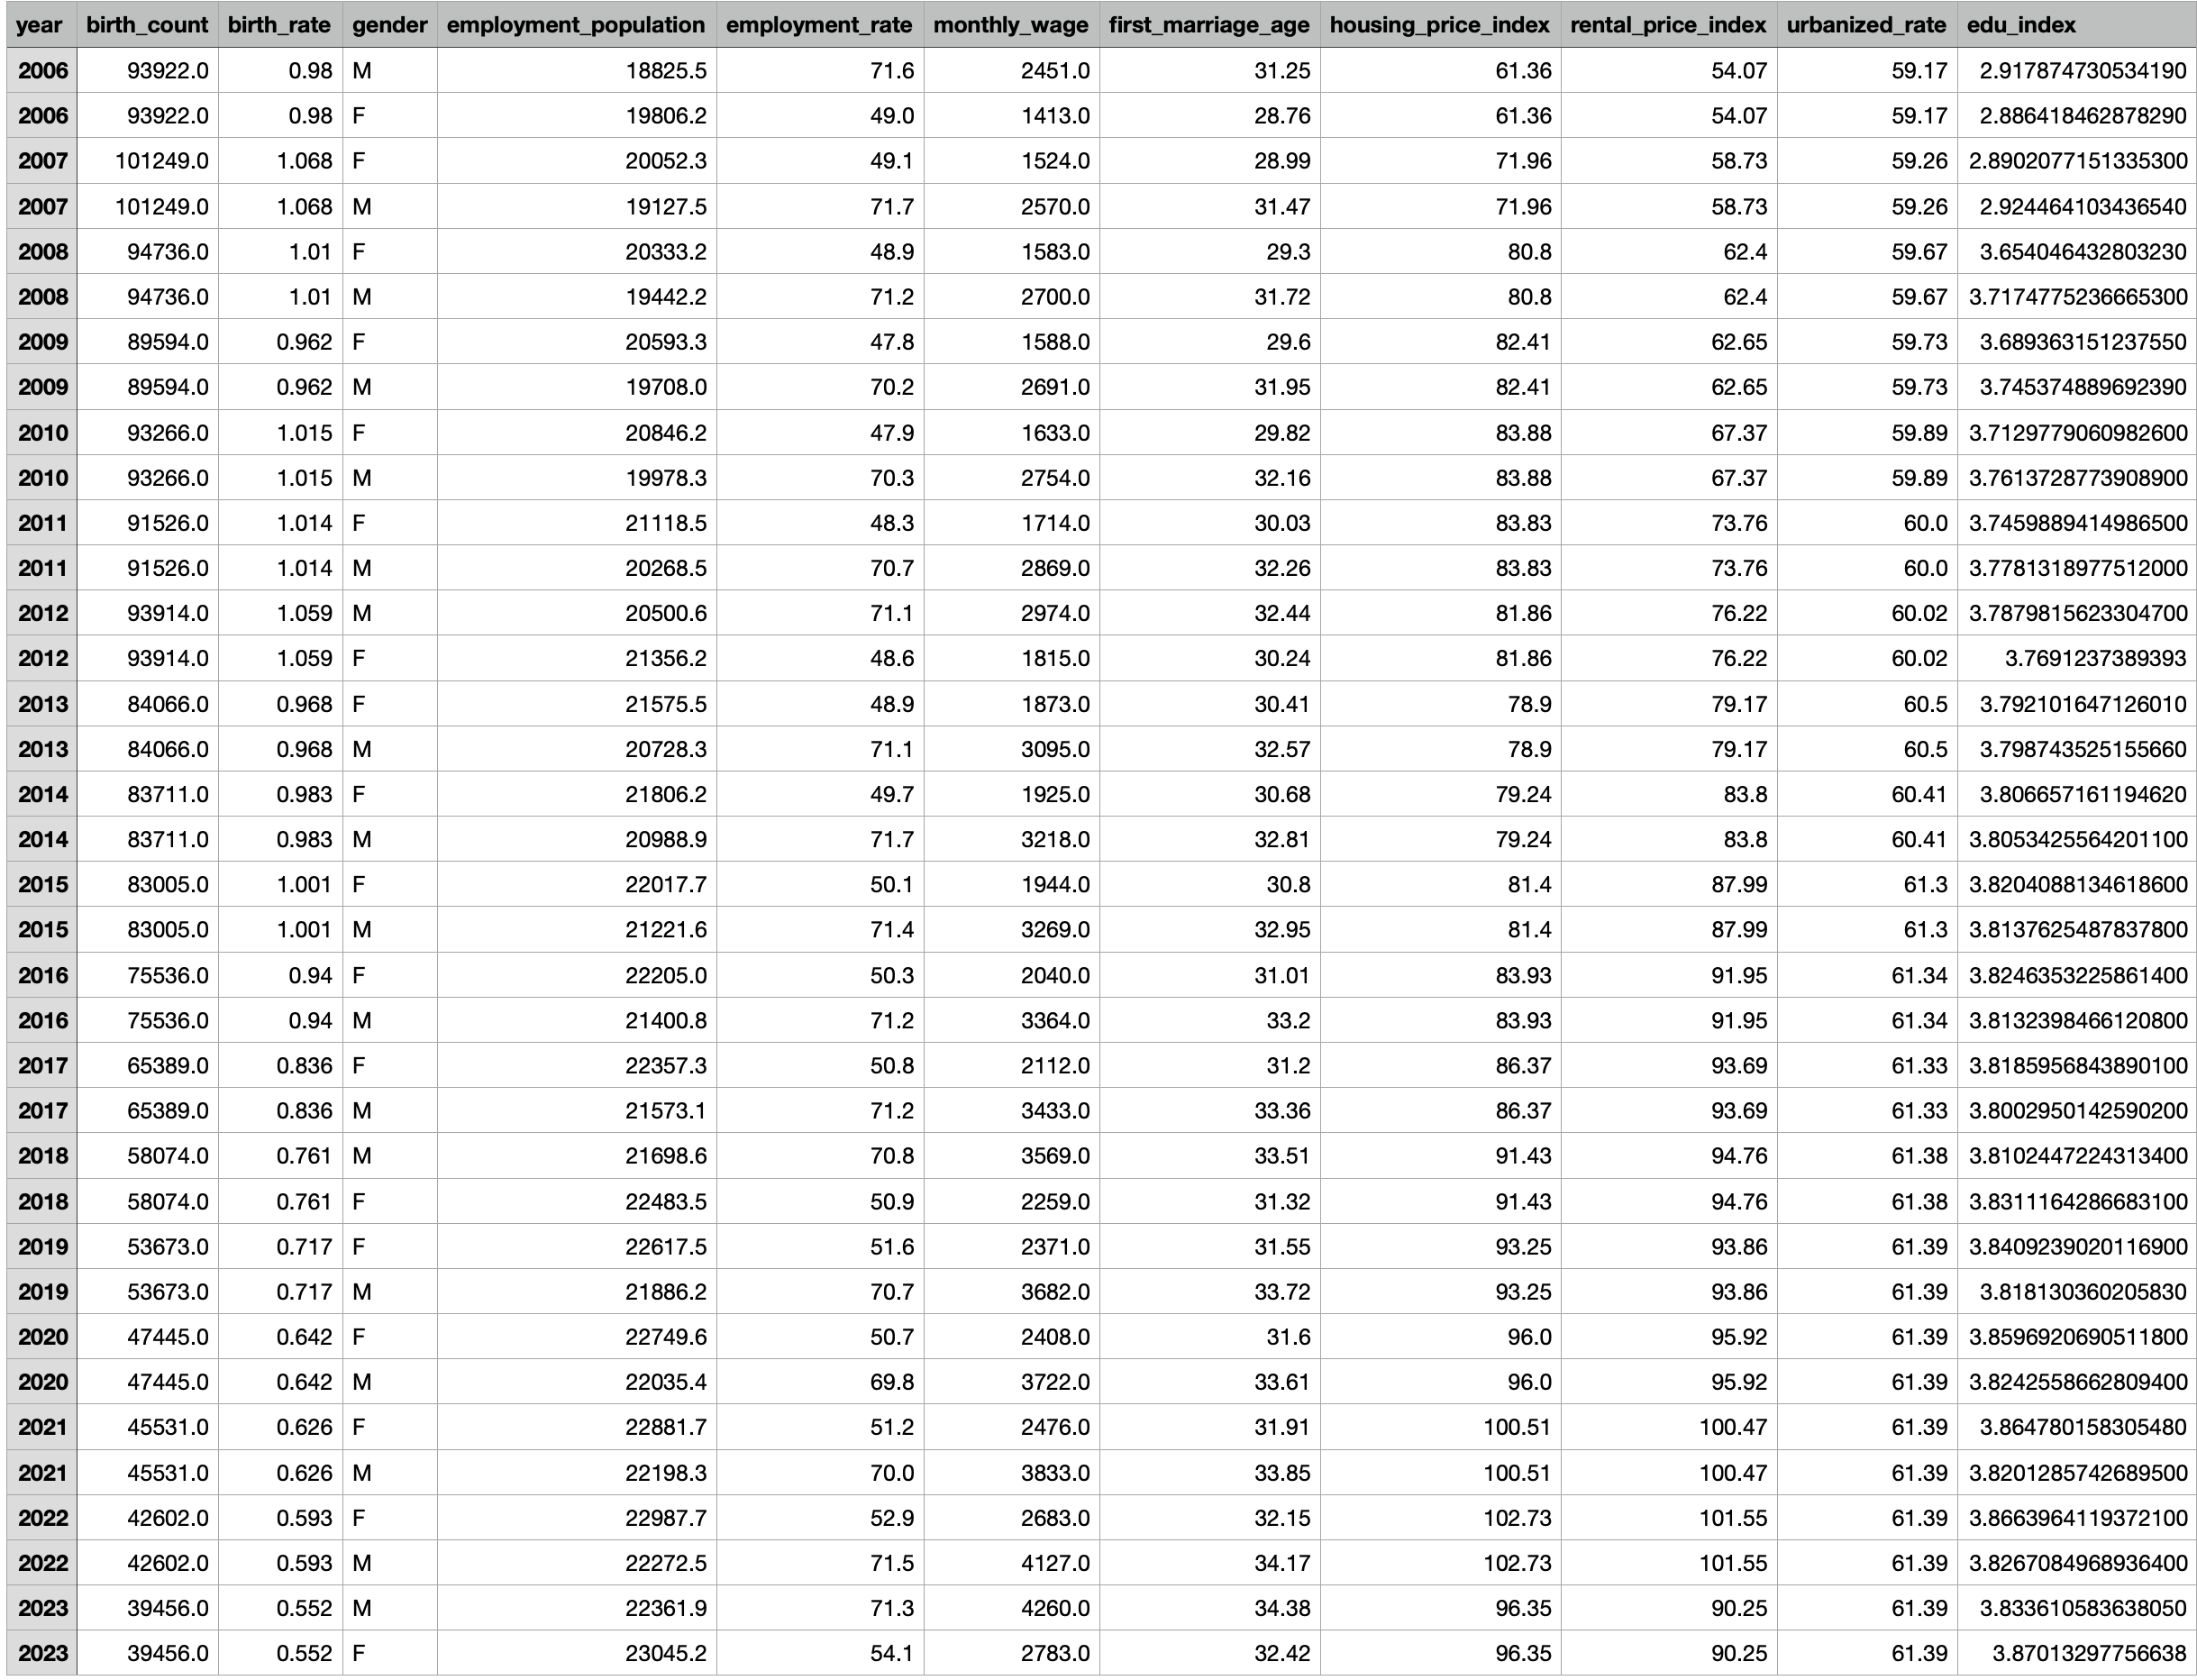 year birth_count birth_rate gender employment_population employment_rate monthly_wage first_marriage_age housing_price_index rental_price_index urbanized_rate edu_index
2006 93922.0 0.98 M 18825.5 71.6 2451.0 31.25 61.36 54.07 59.17 2.917874730534190
2006 93922.0 0.98 F 19806.2 49.0 1413.0 28.76 61.36 54.07 59.17 2.886418462878290
2007 101249.0 1.068 F 20052.3 49.1 1524.0 28.99 71.96 58.73 59.26 2.8902077151335300
2007 101249.0 1.068 M 19127.5 71.7 2570.0 31.47 71.96 58.73 59.26 2.924464103436540
2008 94736.0 1.01 F 20333.2 48.9 1583.0 29.3 80.8 62.4 59.67 3.654046432803230
2008 94736.0 1.01 M 19442.2 71.2 2700.0 31.72 80.8 62.4 59.67 3.7174775236665300
2009 89594.0 0.962 F 20593.3 47.8 1588.0 29.6 82.41 62.65 59.73 3.689363151237550
2009 89594.0 0.962 M 19708.0 70.2 2691.0 31.95 82.41 62.65 59.73 3.745374889692390
2010 93266.0 1.015 F 20846.2 47.9 1633.0 29.82 83.88 67.37 59.89 3.7129779060982600
2010 93266.0 1.015 M 19978.3 70.3 2754.0 32.16 83.88 67.37 59.89 3.7613728773908900
2011 91526.0 1.014 F 21118.5 48.3 1714.0 30.03 83.83 73.76 60.0 3.7459889414986500
2011 91526.0 1.014 M 20268.5 70.7 2869.0 32.26 83.83 73.76 60.0 3.7781318977512000
2012 93914.0 1.059 M 20500.6 71.1 2974.0 32.44 81.86 76.22 60.02 3.7879815623304700
2012 93914.0 1.059 F 21356.2 48.6 1815.0 30.24 81.86 76.22 60.02 3.7691237389393
2013 84066.0 0.968 F 21575.5 48.9 1873.0 30.41 78.9 79.17 60.5 3.792101647126010
2013 84066.0 0.968 M 20728.3 71.1 3095.0 32.57 78.9 79.17 60.5 3.798743525155660
2014 83711.0 0.983 F 21806.2 49.7 1925.0 30.68 79.24 83.8 60.41 3.806657161194620
2014 83711.0 0.983 M 20988.9 71.7 3218.0 32.81 79.24 83.8 60.41 3.8053425564201100
2015 83005.0 1.001 F 22017.7 50.1 1944.0 30.8 81.4 87.99 61.3 3.8204088134618600
2015 83005.0 1.001 M 21221.6 71.4 3269.0 32.95 81.4 87.99 61.3 3.8137625487837800
2016 75536.0 0.94 F 22205.0 50.3 2040.0 31.01 83.93 91.95 61.34 3.8246353225861400
2016 75536.0 0.94 M 21400.8 71.2 3364.0 33.2 83.93 91.95 61.34 3.8132398466120800
2017 65389.0 0.836 F 22357.3 50.8 2112.0 31.2 86.37 93.69 61.33 3.8185956843890100
2017 65389.0 0.836 M 21573.1 71.2 3433.0 33.36 86.37 93.69 61.33 3.8002950142590200
2018 58074.0 0.761 M 21698.6 70.8 3569.0 33.51 91.43 94.76 61.38 3.8102447224313400
2018 58074.0 0.761 F 22483.5 50.9 2259.0 31.32 91.43 94.76 61.38 3.8311164286683100
2019 53673.0 0.717 F 22617.5 51.6 2371.0 31.55 93.25 93.86 61.39 3.8409239020116900
2019 53673.0 0.717 M 21886.2 70.7 3682.0 33.72 93.25 93.86 61.39 3.818130360205830
2020 47445.0 0.642 F 22749.6 50.7 2408.0 31.6 96.0 95.92 61.39 3.8596920690511800
2020 47445.0 0.642 M 22035.4 69.8 3722.0 33.61 96.0 95.92 61.39 3.8242558662809400
2021 45531.0 0.626 F 22881.7 51.2 2476.0 31.91 100.51 100.47 61.39 3.864780158305480
2021 45531.0 0.626 M 22198.3 70.0 3833.0 33.85 100.51 100.47 61.39 3.8201285742689500
2022 42602.0 0.593 F 22987.7 52.9 2683.0 32.15 102.73 101.55 61.39 3.8663964119372100
2022 42602.0 0.593 M 22272.5 71.5 4127.0 34.17 102.73 101.55 61.39 3.8267084968936400
2023 39456.0 0.552 M 22361.9 71.3 4260.0 34.38 96.35 90.25 61.39 3.833610583638050
2023 39456.0 0.552 F 23045.2 54.1 2783.0 32.42 96.35 90.25 61.39 3.87013297756638